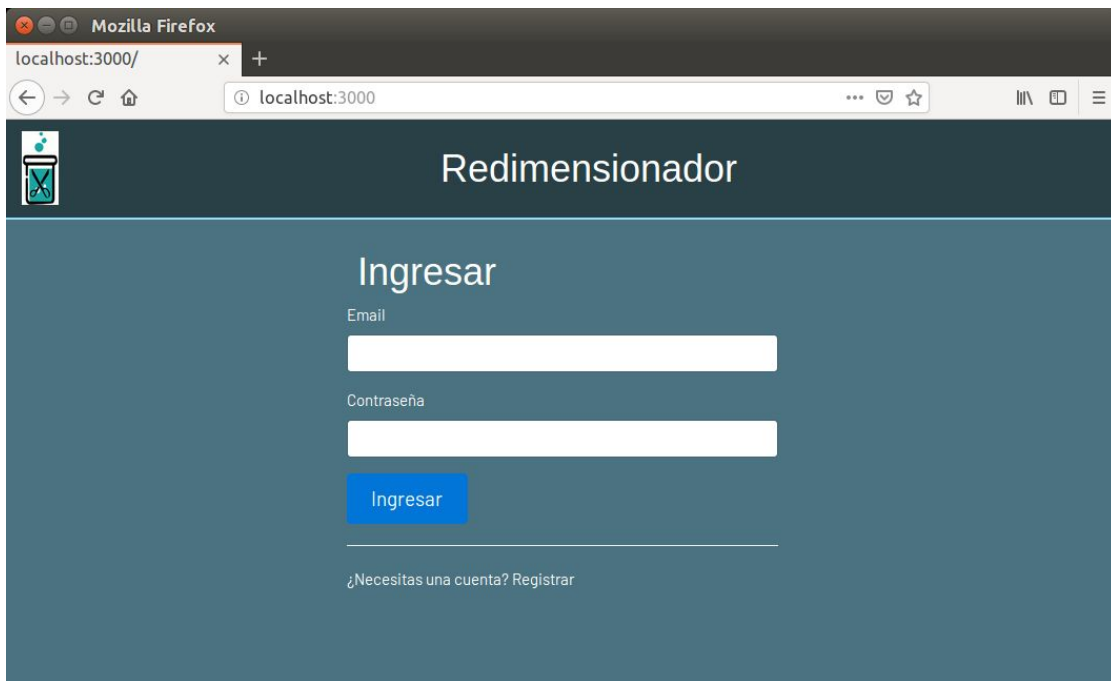 Mozilla Firefox
localhost:3000/
localhost:3000
Redimensionador
Ingresar
Email
Contraseña
Ingresar
¿Necesitas una cuenta? Registrar